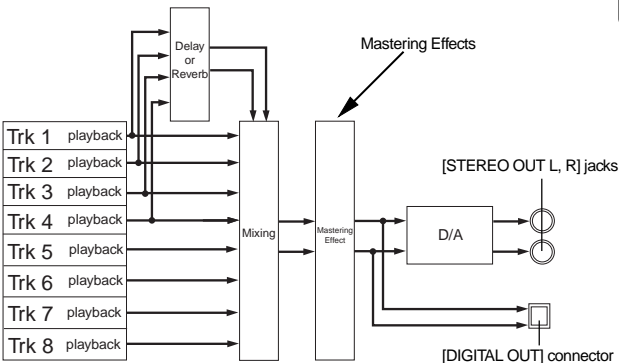 Delay
or
Reverb
Mastering Effects
Trk 1 playback
Trk 2 playback
Trk 3 playback
Trk 4 playback
Trk 5 playback
Trk 6 playback
Trk 7 playback
Trk 8 playback
Mixing
Mastering
Effect
D/A
[STEREO OUT L, R] jacks
[DIGITAL OUT] connector